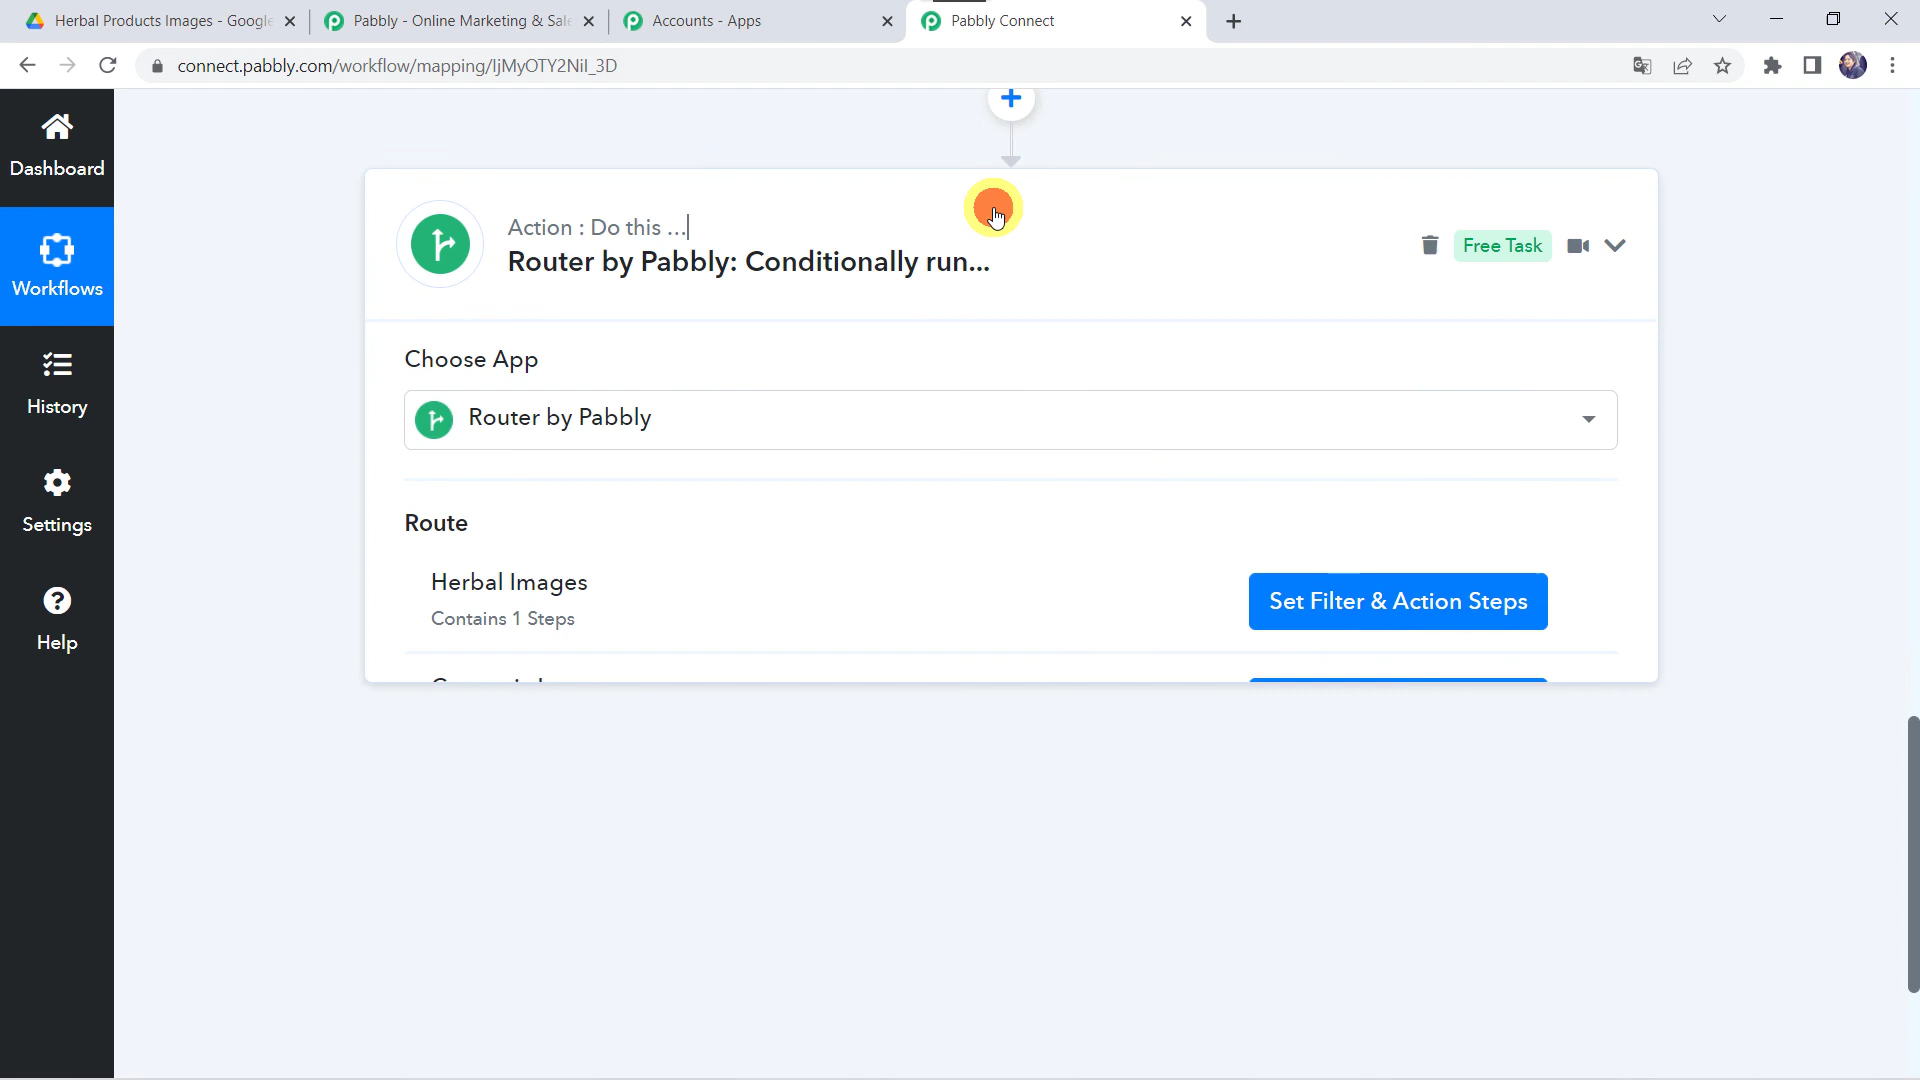 Herbal Products Images - Google
Pabbly - Online Marketing & Sale
Accounts - Apps
Pabbly Connect
connect.pabbly.com/workflow/mapping/IjMyOTY2NiI_3D
Dashboard
Workflows
History
Settings
Help
Action : Do this ...
Router by Pabbly: Conditionally run...
Free Task
Choose App
Router by Pabbly
Route
Herbal Images
Contains 1 Steps
Set Filter & Action Steps